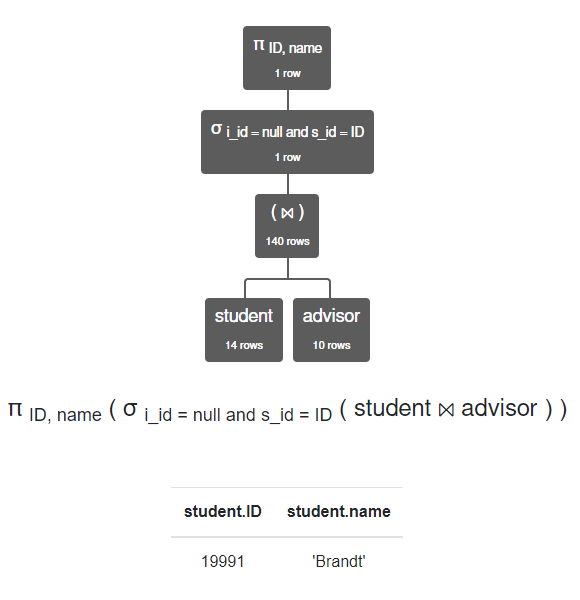 π ID, name
1 row
σ i_id = null and s_id = ID
1 row
( ⋈ )
140 rows
student
14 rows
advisor
10 rows
π ID, name ( σ i_id = null and s_id = ID ( student ⋈ advisor ) )
student.ID student.name
19991 'Brandt'